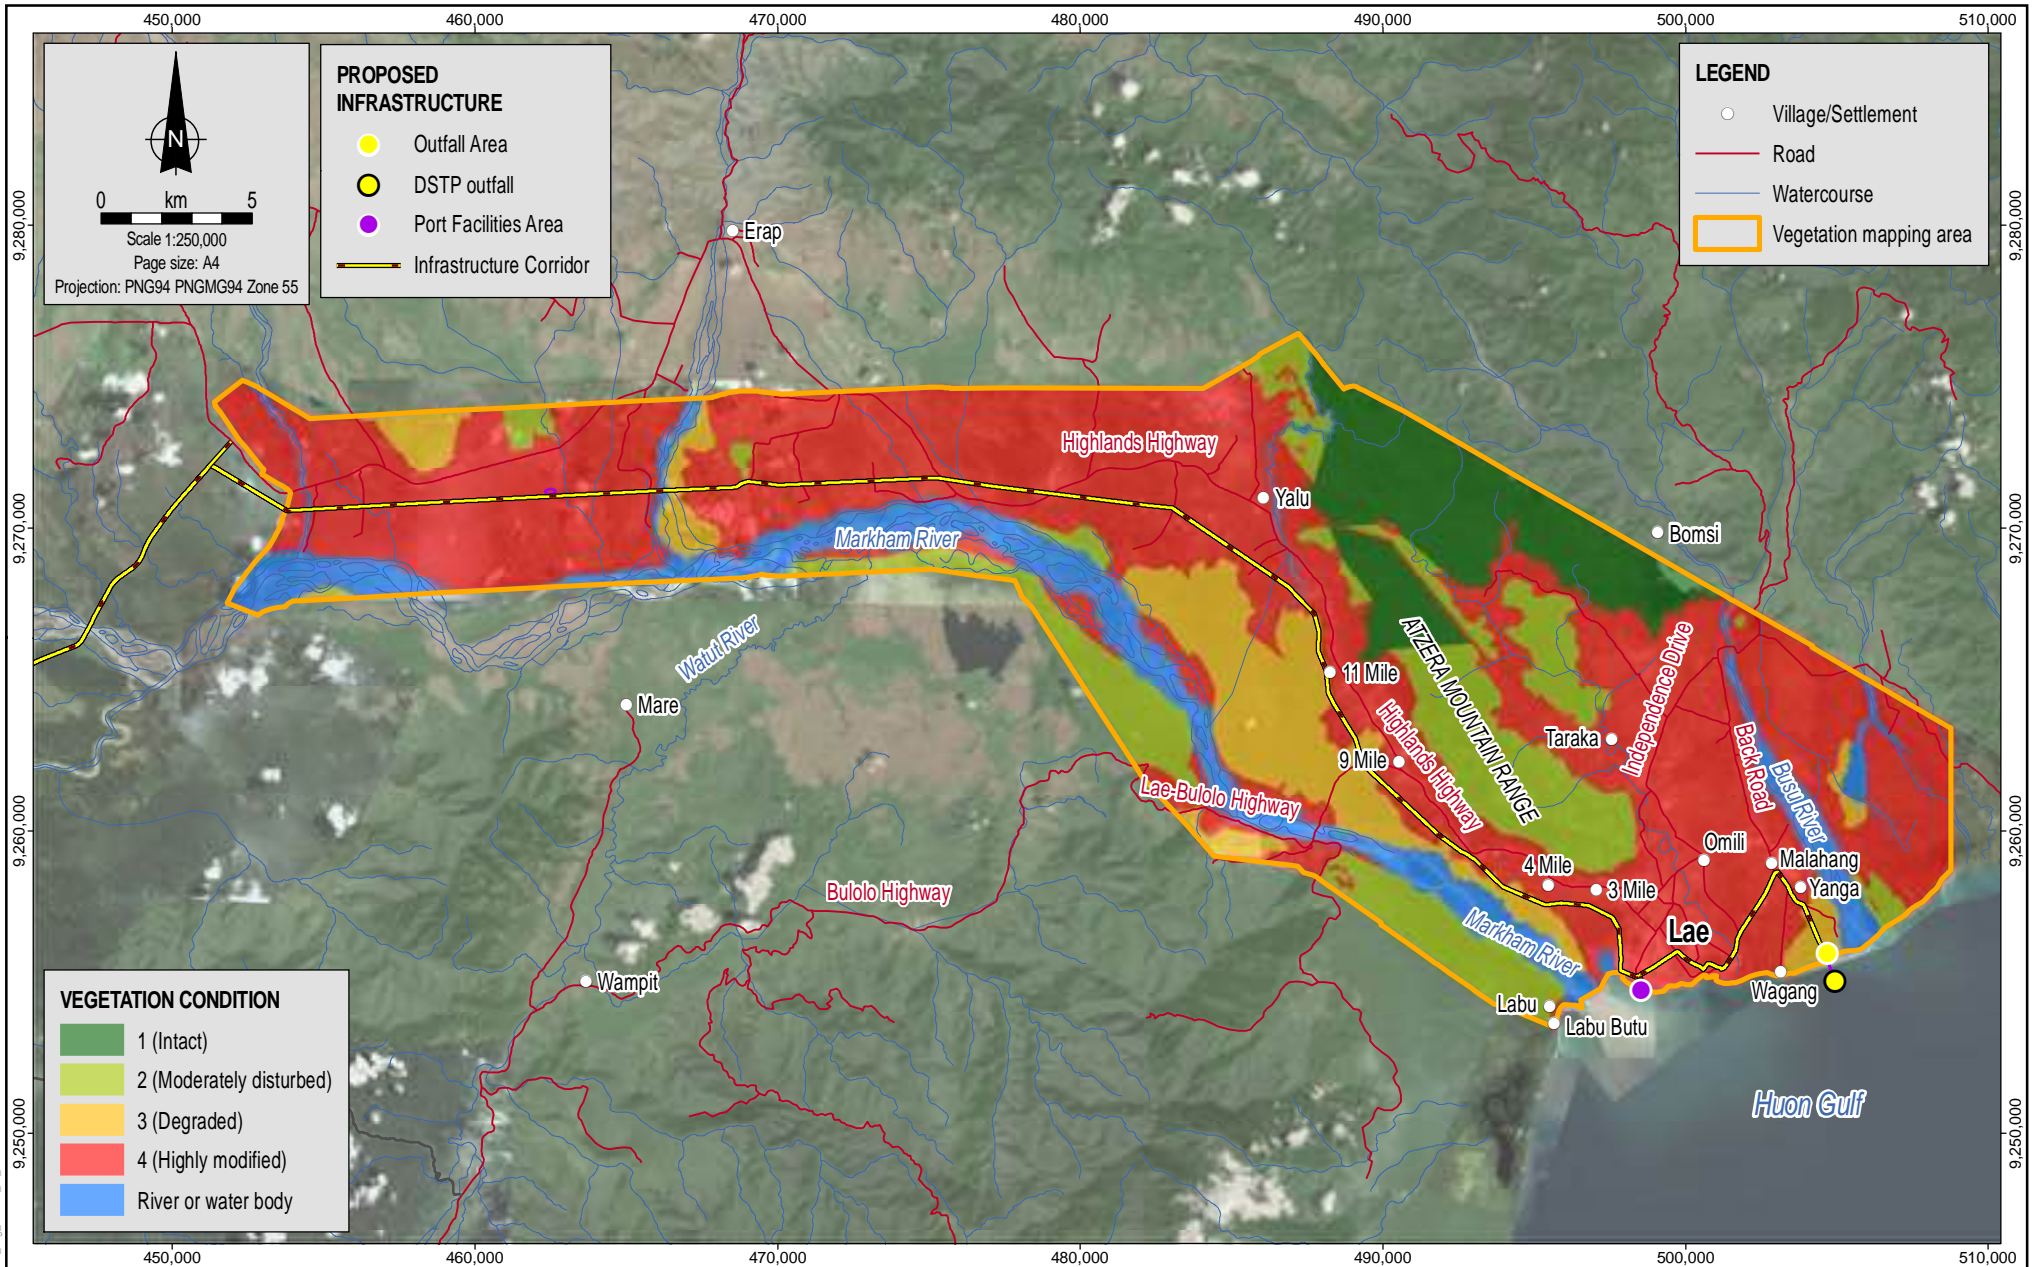 450,000
460,000
470,000
480,000
490,000
500,000
510,000
N
0 km 5
Scale 1:250,000
Page size: A4
Projection: PNG94 PNGMG94 Zone 55
PROPOSED
INFRASTRUCTURE
Outfall Area
DSTP outfall
Port Facilities Area
Infrastructure Corridor
LEGEND
Village/Settlement
Road
Watercourse
Vegetation mapping area
9,280,000
9,280,000
Erap
Highlands Highway
Yalu
9,270,000
Markham River
Bomsi
9,270,000
Watut River
Mare
11 Mile
ATZERA MOUNTAIN RANGE
Independence Drive
Highlands Highway
Taraka
Back Road
9 Mile
Busu River
Lae-Bulolo Highway
9,260,000
9,260,000
Omili
4 Mile
Malahang
3 Mile
Yanga
Bulolo Highway
Markham River
Lae
Wampit
Wagang
Labu
Labu Butu
Huon Gulf
9,250,000
9,250,000
VEGETATION CONDITION
1 (Intact)
2 (Moderately disturbed)
3 (Degraded)
4 (Highly modified)
River or water body
450,000
460,000
470,000
480,000
490,000
500,000
510,000